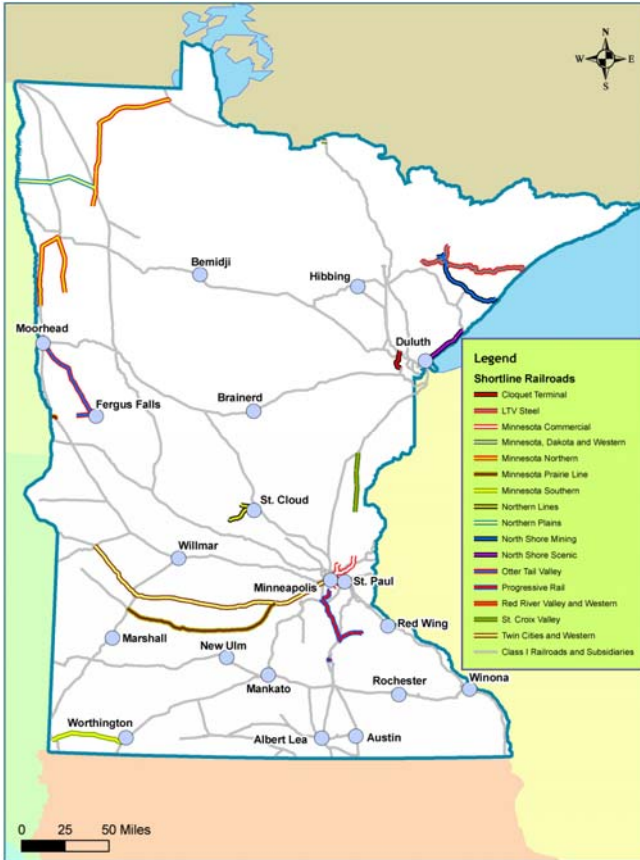 N
W E
S
Bemidji
Hibbing
Moorhead
Duluth
Fergus Falls
Brainerd
St. Cloud
Willmar
Minneapolis
St. Paul
Red Wing
Marshall
New Ulm
Mankato
Rochester
Winona
Worthington
Albert Lea
Austin
Legend
Shortline Railroads
Cloquet Terminal
LTV Steel
Minnesota Commercial
Minnesota, Dakota and Western
Minnesota Northern
Minnesota Prairie Line
Minnesota Southern
Northern Lines
Northern Plains
North Shore Mining
North Shore Scenic
Otter Tail Valley
Progressive Rail
Red River Valley and Western
St. Croix Valley
Twin Cities and Western
Class I Railroads and Subsidiaries
0 25 50 Miles